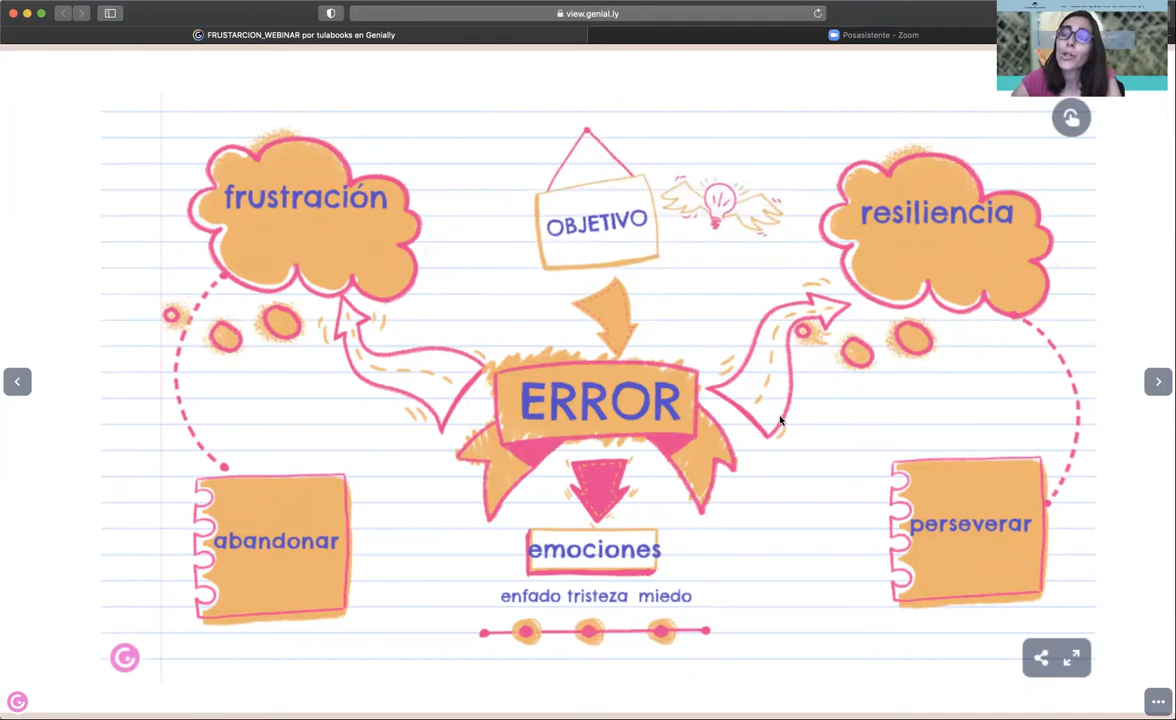 view.genial.ly
FRUSTARCION_WEBINAR por tulabooks en Genially
Posasistente - Zoom
frustración
OBJETIVO
resiliencia
ERROR
abandonar
emociones
perseverar
enfado tristeza miedo